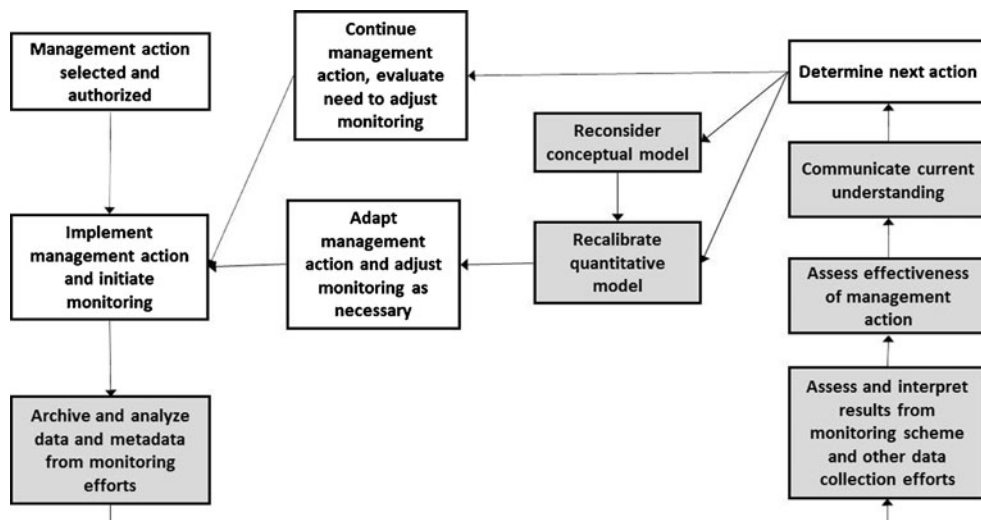 Management action
selected and
authorized
Continue
management
action, evaluate
need to adjust
monitoring
Determine next action
Reconsider
conceptual model
Communicate current
understanding
Implement
management action
and initiate
monitoring
Adapt
management
action and adjust
monitoring as
necessary
Recalibrate
quantitative
model
Assess effectiveness
of management
action
Archive and analyze
data and metadata
from monitoring
efforts
Assess and interpret
results from
monitoring scheme
and other data
collection efforts